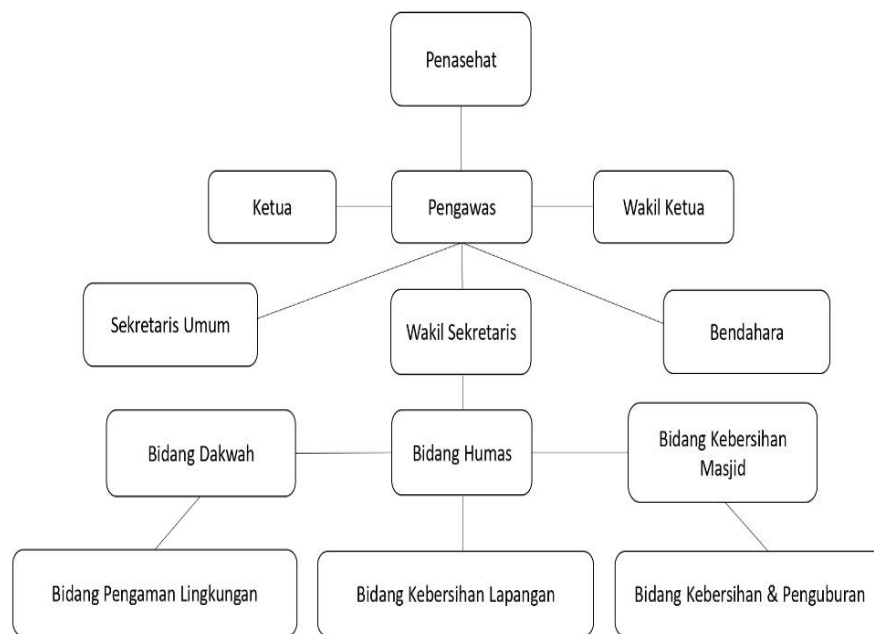 Penasehat
Ketua
Pengawas
Wakil Ketua
Sekretaris Umum
Wakil Sekretaris
Bendahara
Bidang Dakwah
Bidang Humas
Bidang Kebersihan
Masjid
Bidang Pengaman Lingkungan
Bidang Kebersihan Lapangan
Bidang Kebersihan & Penguburan